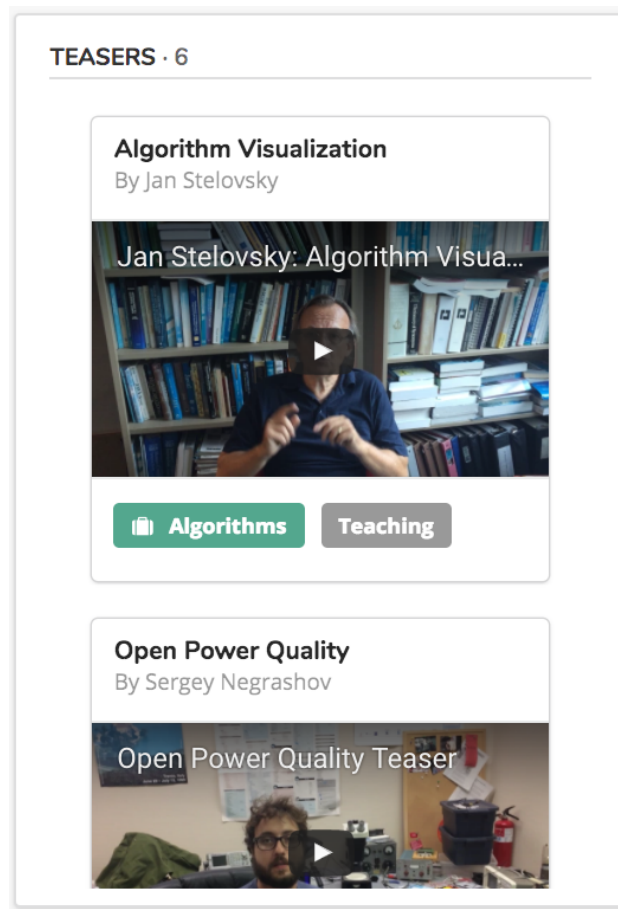 TEASERS · 6
Algorithm Visualization
By Jan Stelovsky
Jan Stelovsky: Algorithm Visua...
Algorithms
Teaching
Open Power Quality
By Sergey Negrashov
Open Power Quality Teaser